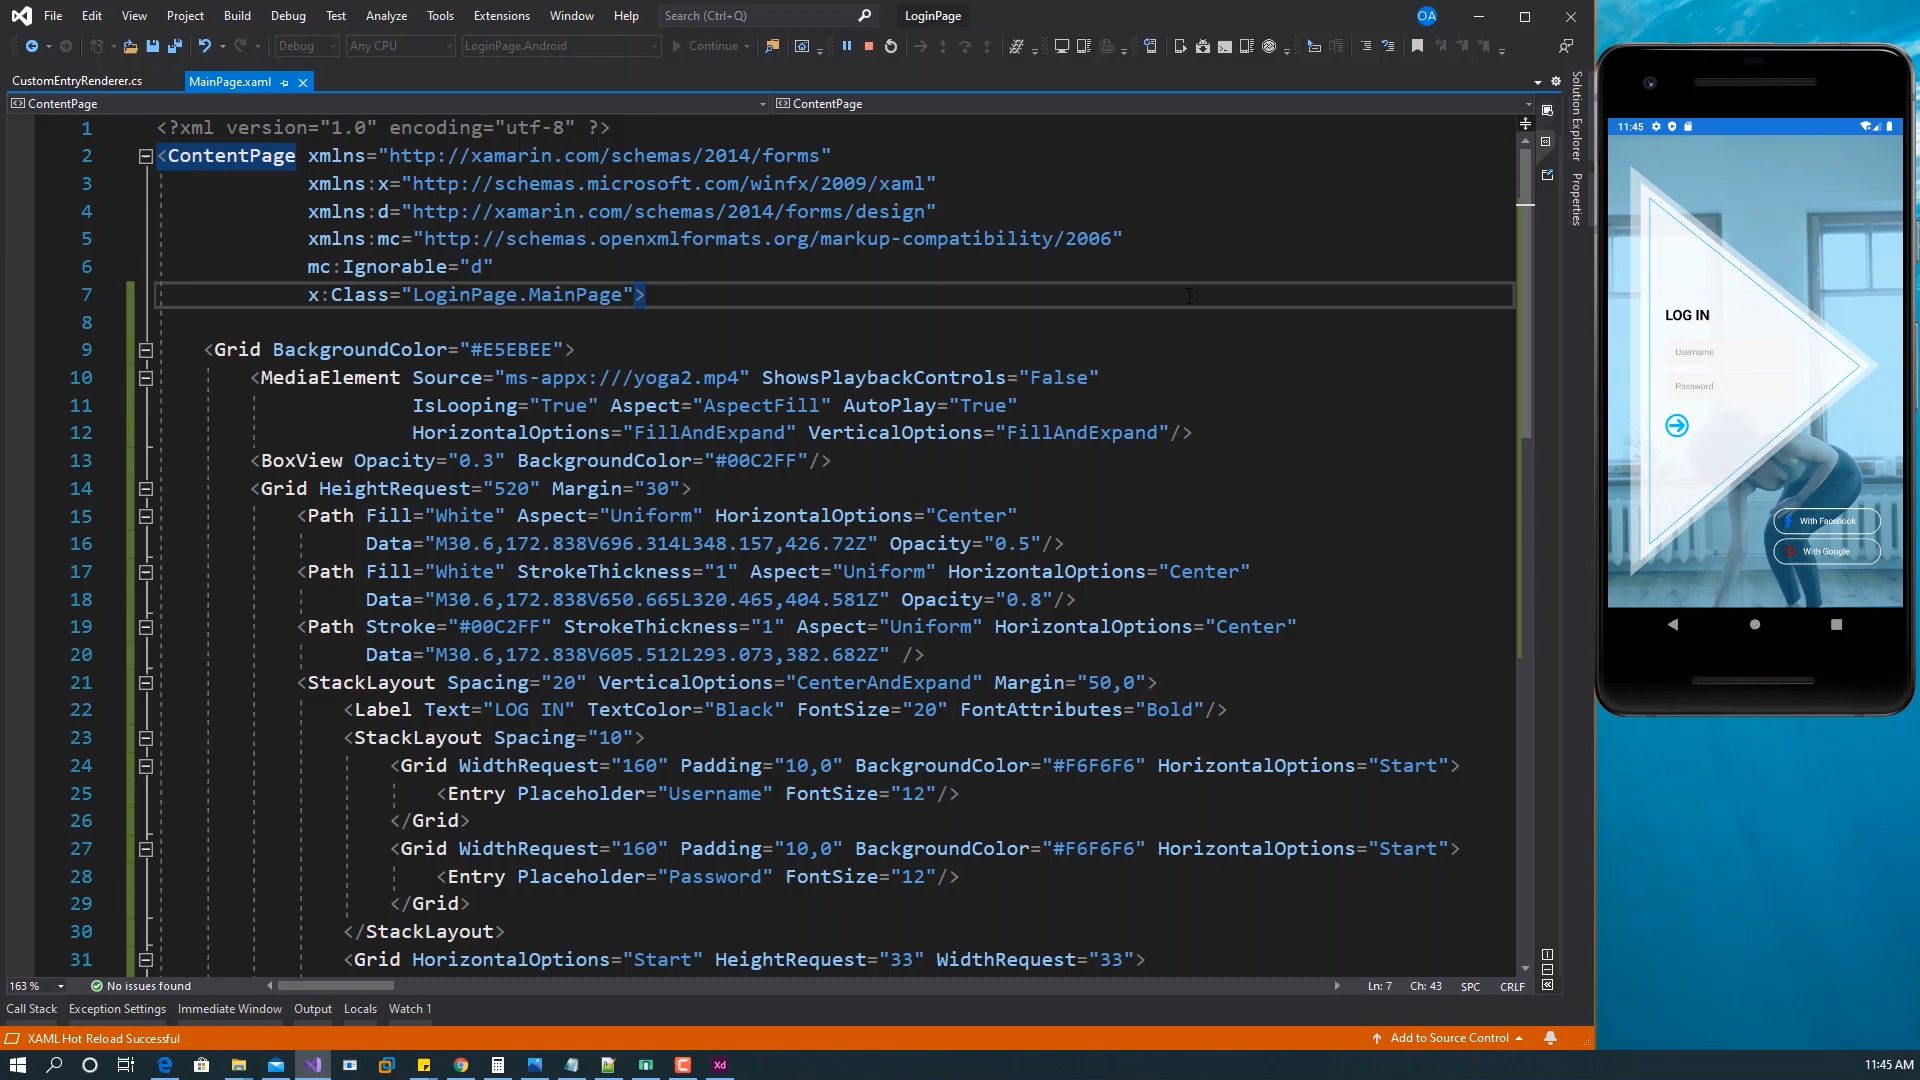 File Edit View Project Build Debug Test Analyze Tools Extensions Window Help Search (Ctrl+Q) LoginPage OA
Debug Any CPU LoginPage.Android Continue
CustomEntryRenderer.cs MainPage.xaml
ContentPage ContentPage
1 <?xml version="1.0" encoding="utf-8" ?>
2 <ContentPage xmlns="http://xamarin.com/schemas/2014/forms"
3 xmlns:x="http://schemas.microsoft.com/winfx/2009/xaml"
4 xmlns:d="http://xamarin.com/schemas/2014/forms/design"
5 xmlns:mc="http://schemas.openxmlformats.org/markup-compatibility/2006"
6 mc:Ignorable="d"
7 x:Class="LoginPage.MainPage">
8
9 <Grid BackgroundColor="#E5EBEE">
10 <MediaElement Source="ms-appx:///yoga2.mp4" ShowsPlaybackControls="False"
11 IsLooping="True" Aspect="AspectFill" AutoPlay="True"
12 HorizontalOptions="FillAndExpand" VerticalOptions="FillAndExpand"/>
13 <BoxView Opacity="0.3" BackgroundColor="#00C2FF"/>
14 <Grid HeightRequest="520" Margin="30">
15 <Path Fill="White" Aspect="Uniform" HorizontalOptions="Center"
16 Data="M30.6,172.838V696.314L348.157,426.72Z" Opacity="0.5"/>
17 <Path Fill="White" StrokeThickness="1" Aspect="Uniform" HorizontalOptions="Center"
18 Data="M30.6,172.838V650.665L320.465,404.581Z" Opacity="0.8"/>
19 <Path Stroke="#00C2FF" StrokeThickness="1" Aspect="Uniform" HorizontalOptions="Center"
20 Data="M30.6,172.838V605.512L293.073,382.682Z" />
21 <StackLayout Spacing="20" VerticalOptions="CenterAndExpand" Margin="50,0">
22 <Label Text="LOG IN" TextColor="Black" FontSize="20" FontAttributes="Bold"/>
23 <StackLayout Spacing="10">
24 <Grid WidthRequest="160" Padding="10,0" BackgroundColor="#F6F6F6" HorizontalOptions="Start">
25 <Entry Placeholder="Username" FontSize="12"/>
26 </Grid>
27 <Grid WidthRequest="160" Padding="10,0" BackgroundColor="#F6F6F6" HorizontalOptions="Start">
28 <Entry Placeholder="Password" FontSize="12"/>
29 </Grid>
30 </StackLayout>
31 <Grid HorizontalOptions="Start" HeightRequest="33" WidthRequest="33">
163 % No issues found Ln: 7 Ch: 43 SPC CRLF
Call Stack Exception Settings Immediate Window Output Locals Watch 1
XAML Hot Reload Successful Add to Source Control
Solution Explorer
Properties
11:45
LOG IN
Username
Password
With Facebook
With Google
Xd
11:45 AM